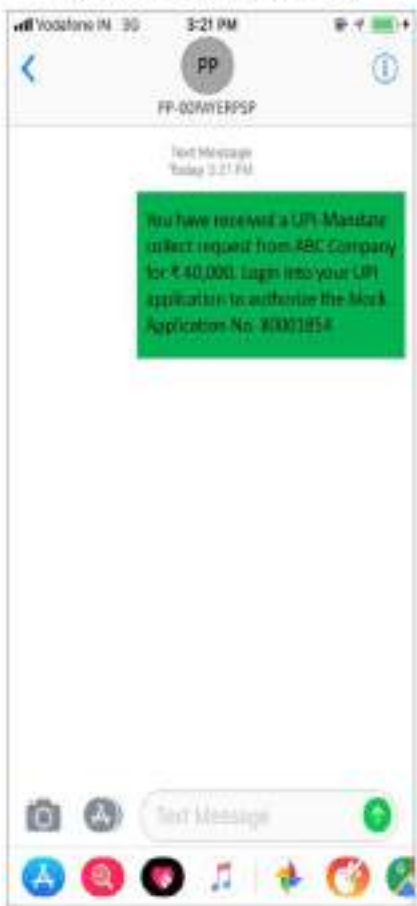 Vodafone IN 3G 3:21 PM
PP
Text Message
Today 3:21 PM
You have received a UPI-Mandate
collect request from ABC Company
for ₹ 40,000. Login into your UPI
application to authorize the block
Application No. 80001854
Text Message